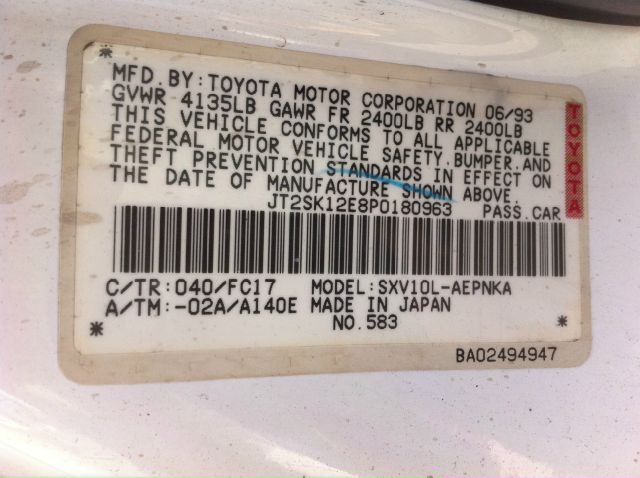 MFD.BY:TOYOTA MOTOR CORPORATION 06/93
GVWR 4135LB GAWR FR 2400LB RR 2400LB
THIS VEHICLE CONFORMS TO ALL APPLICABLE
FEDERAL MOTOR VEHICLE SAFETY.BUMPER.AND
THEFT PREVENTION STANDARDS IN EFFECT ON
THE DATE OF MANUFACTURE SHOWN ABOVE.
JT2SK12E8P0180963 PASS.CAR
TOYOTA
C/TR:040/FC17 MODEL:SXV10L-AEPNKA
A/TM:-02A/A140E MADE IN JAPAN
NO.583
BA02494947